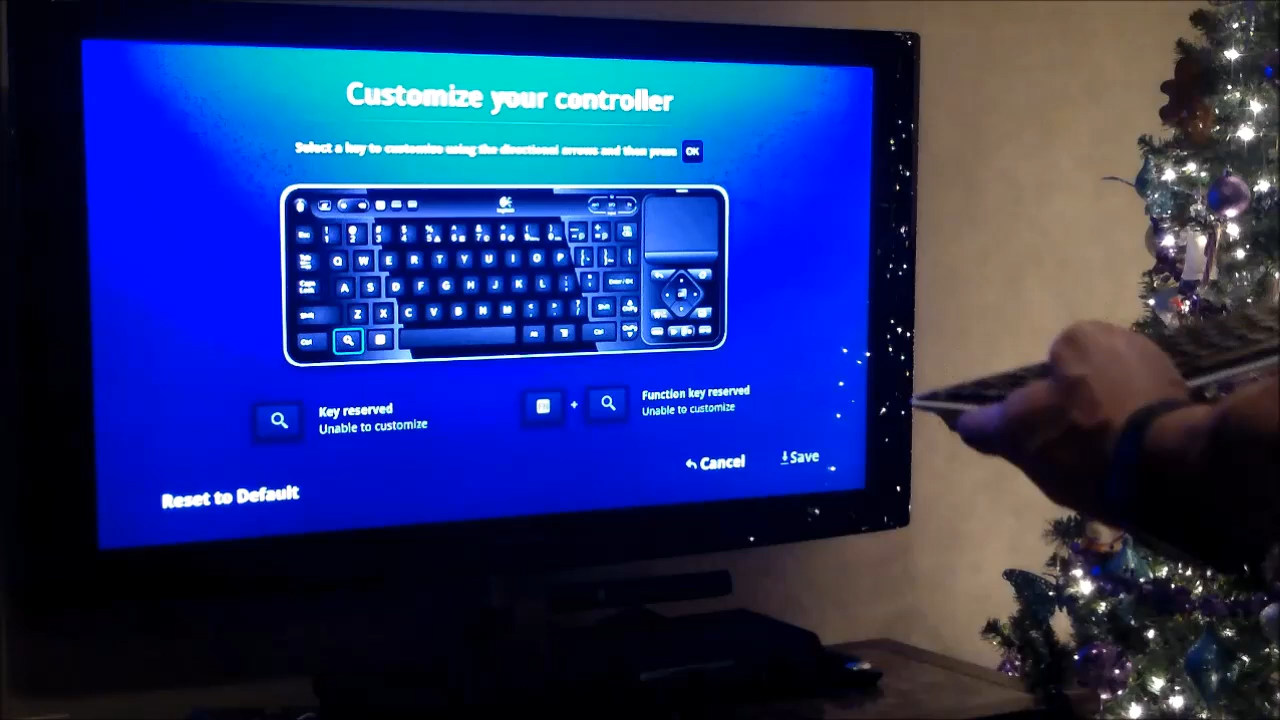 Customize your controller
Select a key to customize using the directional arrows and then press OK
Q W E R T Y U I O P
A S D F G H J K L
Z X C V B N M
Ctrl
Key reserved
Unable to customize
+
Function key reserved
Unable to customize
Cancel
Save
Reset to Default